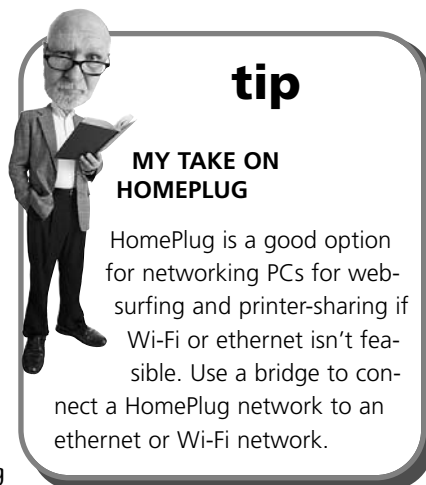 tip
MY TAKE ON
HOMEPLUG
HomePlug is a good option
for networking PCs for web-
surfing and printer-sharing if
Wi-Fi or ethernet isn’t fea-
sible. Use a bridge to con-
nect a HomePlug network to an
ethernet or Wi-Fi network.